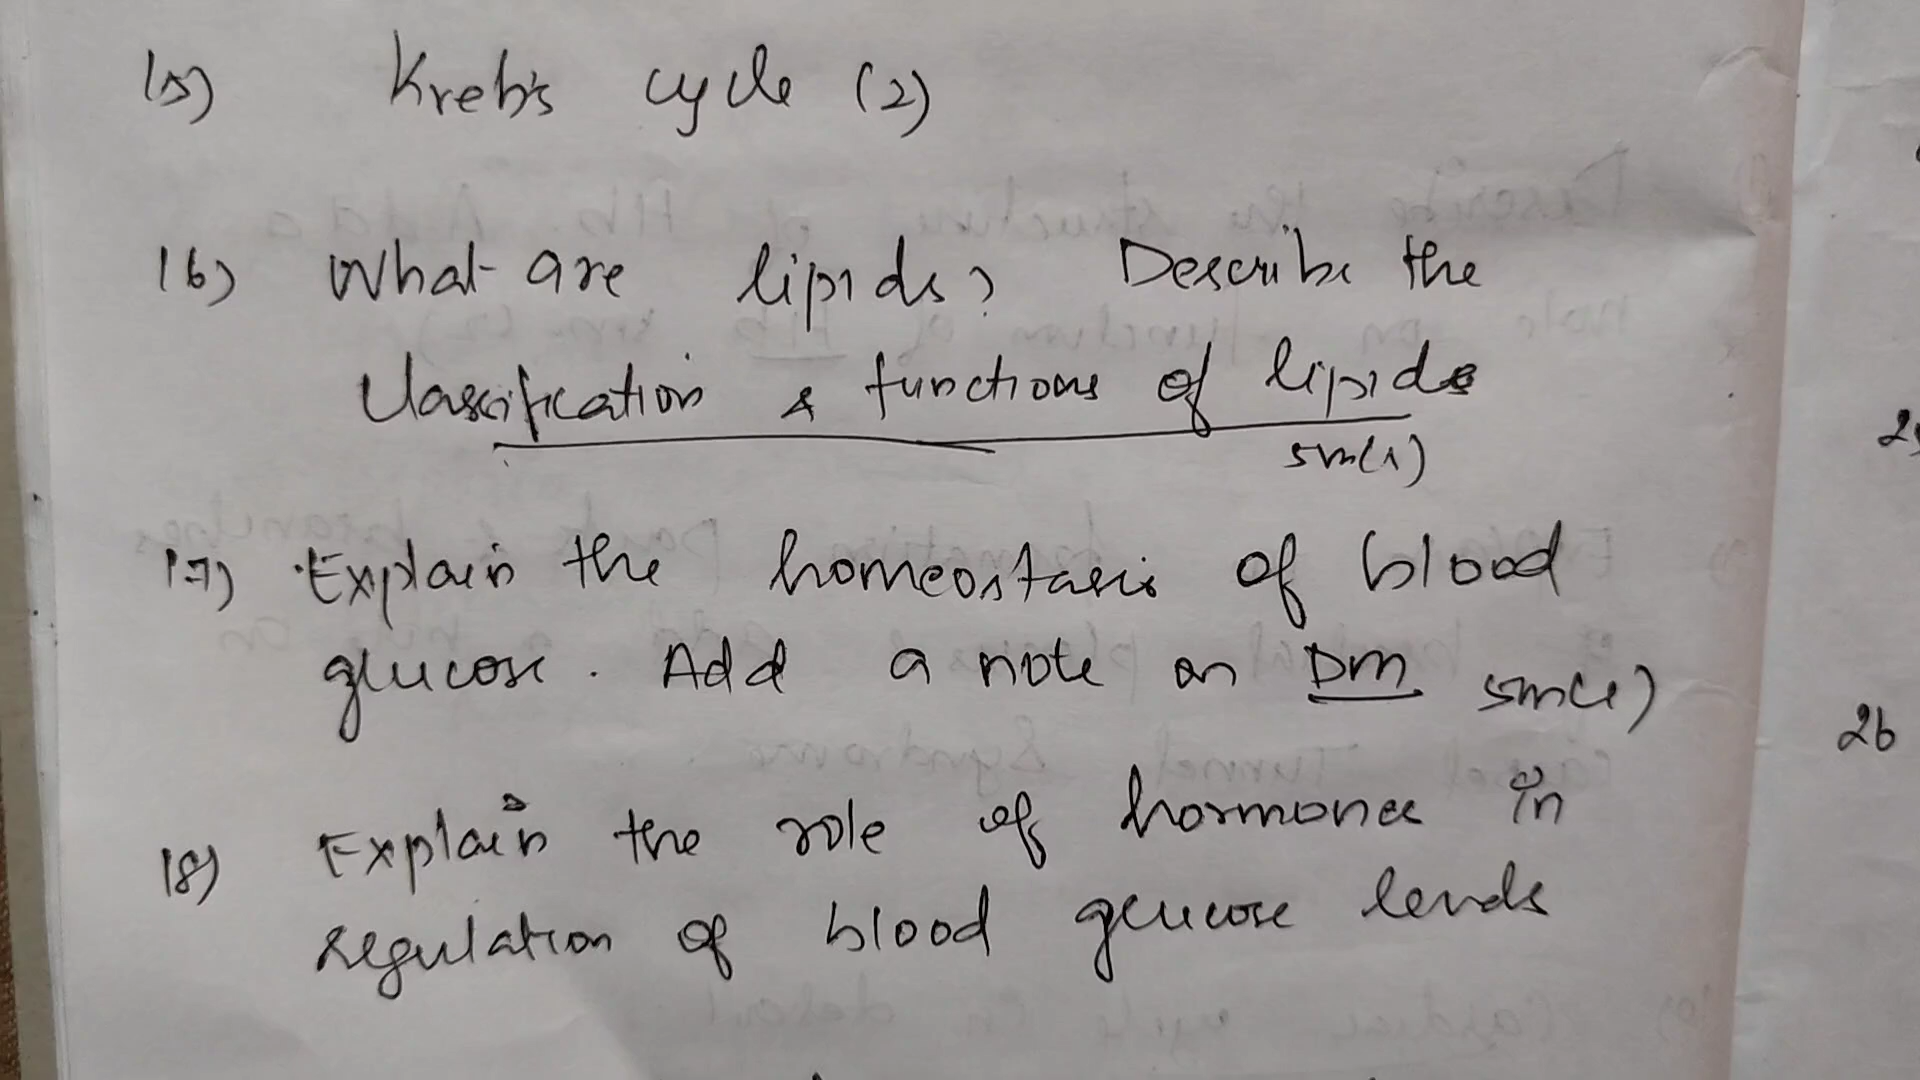 15) Kreb's cycle (2)
16) What are lipids? Describe the
classification & functions of lipids
5m(1)
17) Explain the homeostasis of blood
glucose. Add a note on DM 5m(1)
18) Explain the role of hormones in
regulation of blood glucose levels
26